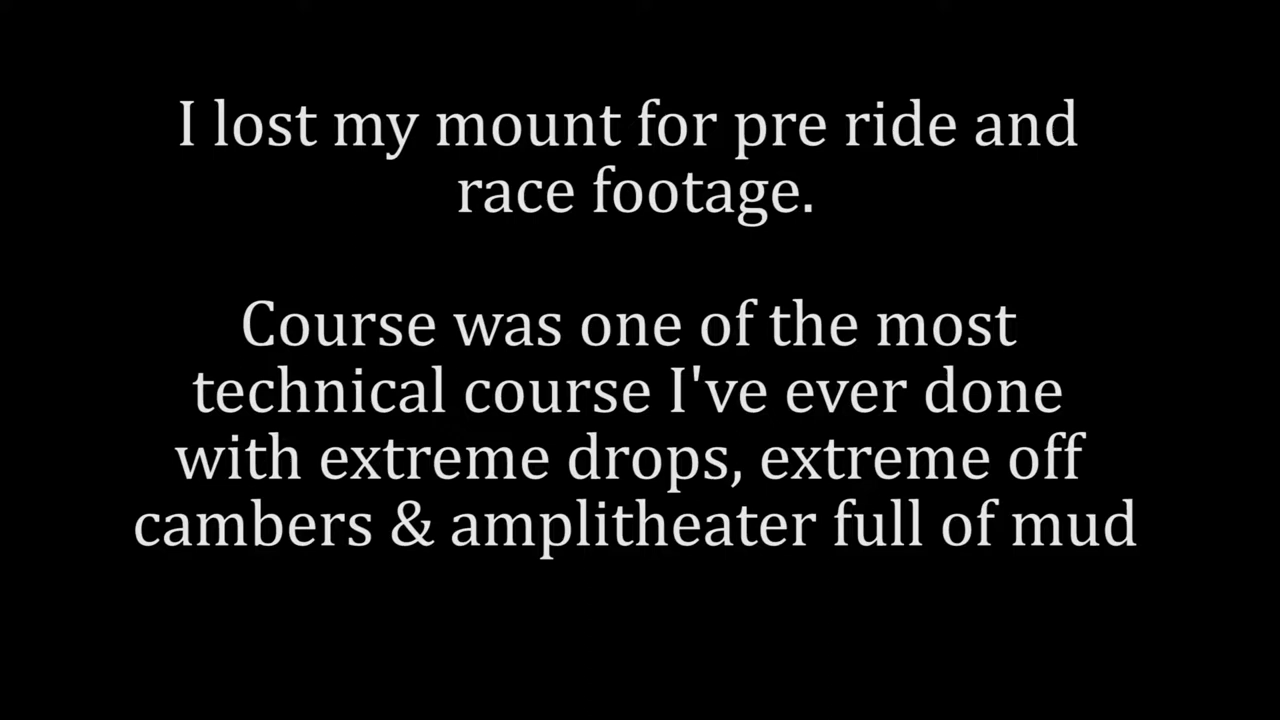 I lost my mount for pre ride and
race footage.
Course was one of the most
technical course I've ever done
with extreme drops, extreme off
cambers & amplitheater full of mud